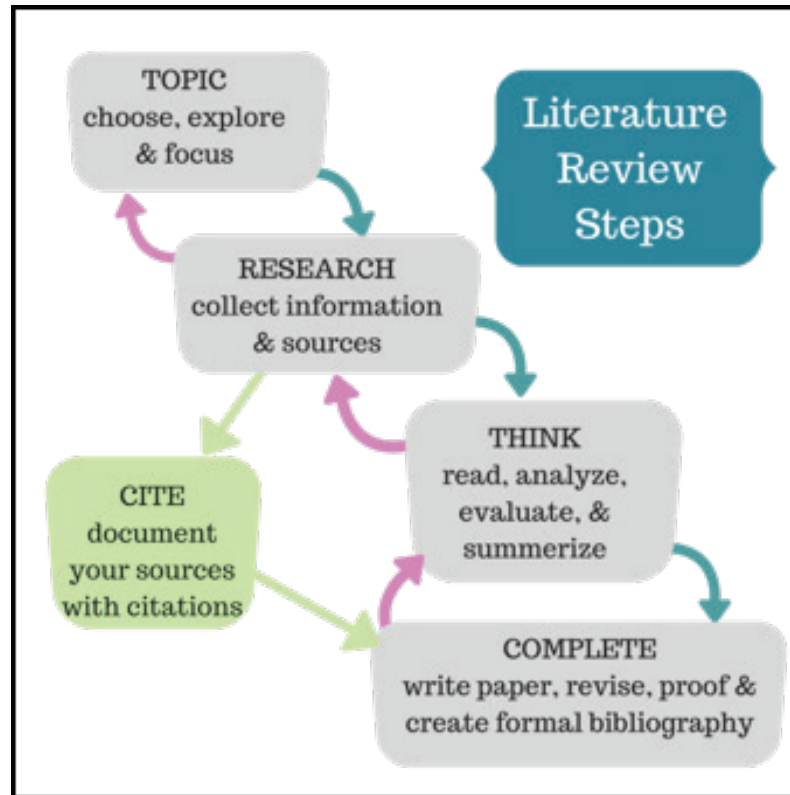 Literature
Review
Steps
TOPIC
choose, explore
& focus
RESEARCH
collect information
& sources
THINK
read, analyze,
evaluate, &
summerize
CITE
document
your sources
with citations
COMPLETE
write paper, revise, proof &
create formal bibliography